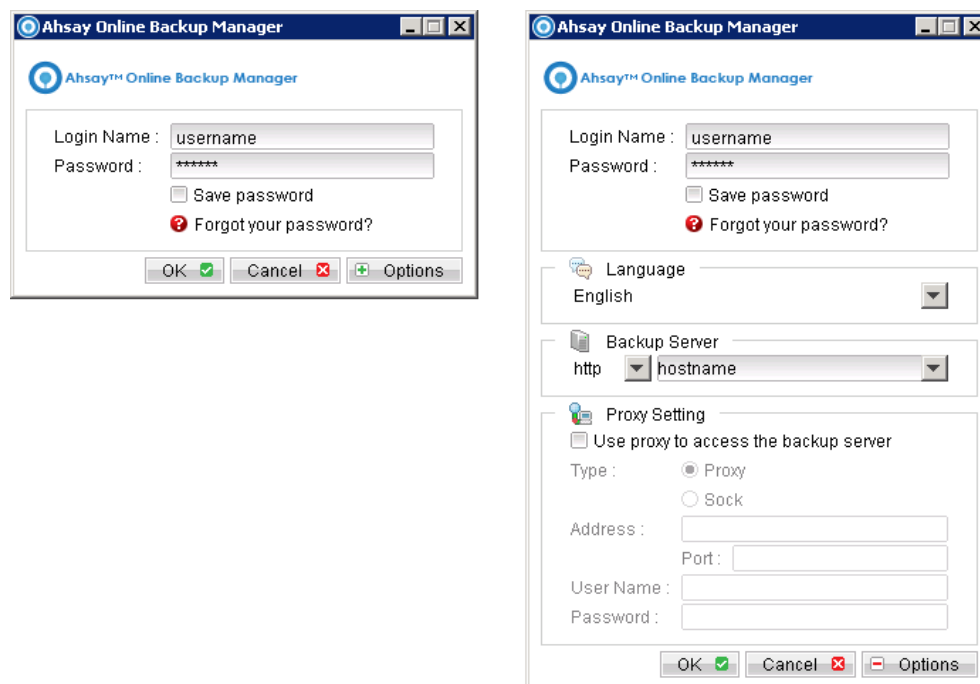 Ahsay Online Backup Manager
Ahsay™ Online Backup Manager
Login Name : username
Password : ******
Save password
Forgot your password?
OK Cancel Options
Ahsay Online Backup Manager
Ahsay™ Online Backup Manager
Login Name : username
Password : ******
Save password
Forgot your password?
Language
English
Backup Server
http hostname
Proxy Setting
Use proxy to access the backup server
Type : Proxy
Sock
Address :
Port :
User Name :
Password :
OK Cancel Options